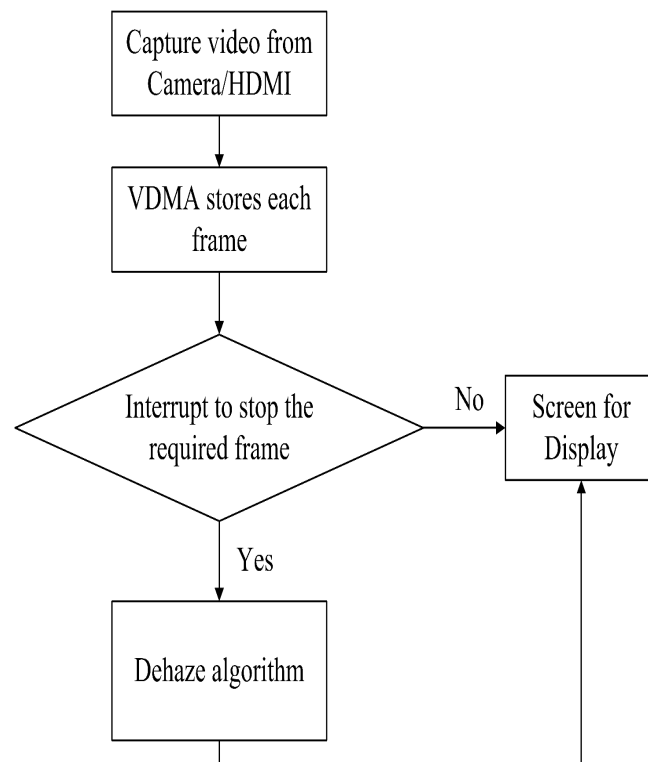 Capture video from
Camera/HDMI
VDMA stores each
frame
Interrupt to stop the
required frame
No
Screen for
Display
Yes
Dehaze algorithm